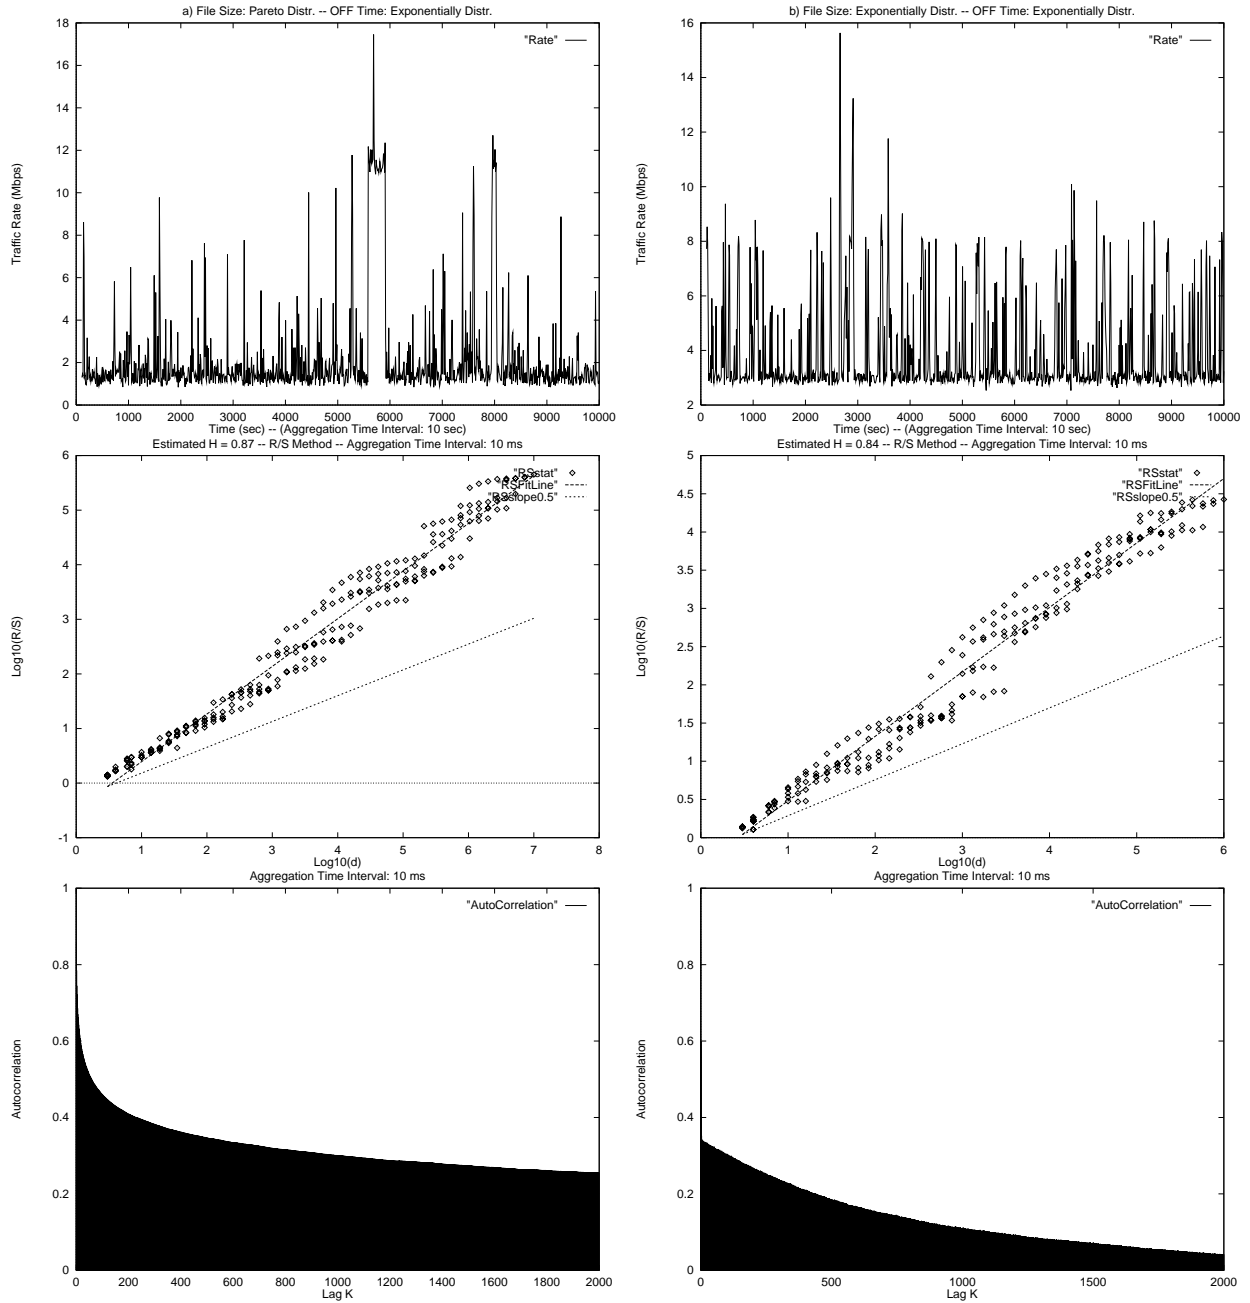 a) File Size: Pareto Distr. -- OFF Time: Exponentially Distr.
18
16
14
12
10
8
6
4
2
0
Traffic Rate (Mbps)
"Rate"
0 1000 2000 3000 4000 5000 6000 7000 8000 9000 10000
Time (sec) -- (Aggregation Time Interval: 10 sec)
b) File Size: Exponentially Distr. -- OFF Time: Exponentially Distr.
16
14
12
10
8
6
4
2
Traffic Rate (Mbps)
"Rate"
0 1000 2000 3000 4000 5000 6000 7000 8000 9000 10000
Time (sec) -- (Aggregation Time Interval: 10 sec)
Estimated H = 0.87 -- R/S Method -- Aggregation Time Interval: 10 ms
6
5
4
3
2
1
0
-1
Log10(R/S)
"RSstat"
"RSFitLine"
"RSslope0.5"
0 1 2 3 4 5 6 7 8
Log10(d)
Estimated H = 0.84 -- R/S Method -- Aggregation Time Interval: 10 ms
5
4.5
4
3.5
3
2.5
2
1.5
1
0.5
0
Log10(R/S)
"RSstat"
"RSFitLine"
"RSslope0.5"
0 1 2 3 4 5 6
Log10(d)
Aggregation Time Interval: 10 ms
1
0.8
0.6
0.4
0.2
0
Autocorrelation
"AutoCorrelation"
0 200 400 600 800 1000 1200 1400 1600 1800 2000
Lag K
Aggregation Time Interval: 10 ms
1
0.8
0.6
0.4
0.2
0
Autocorrelation
"AutoCorrelation"
0 500 1000 1500 2000
Lag K